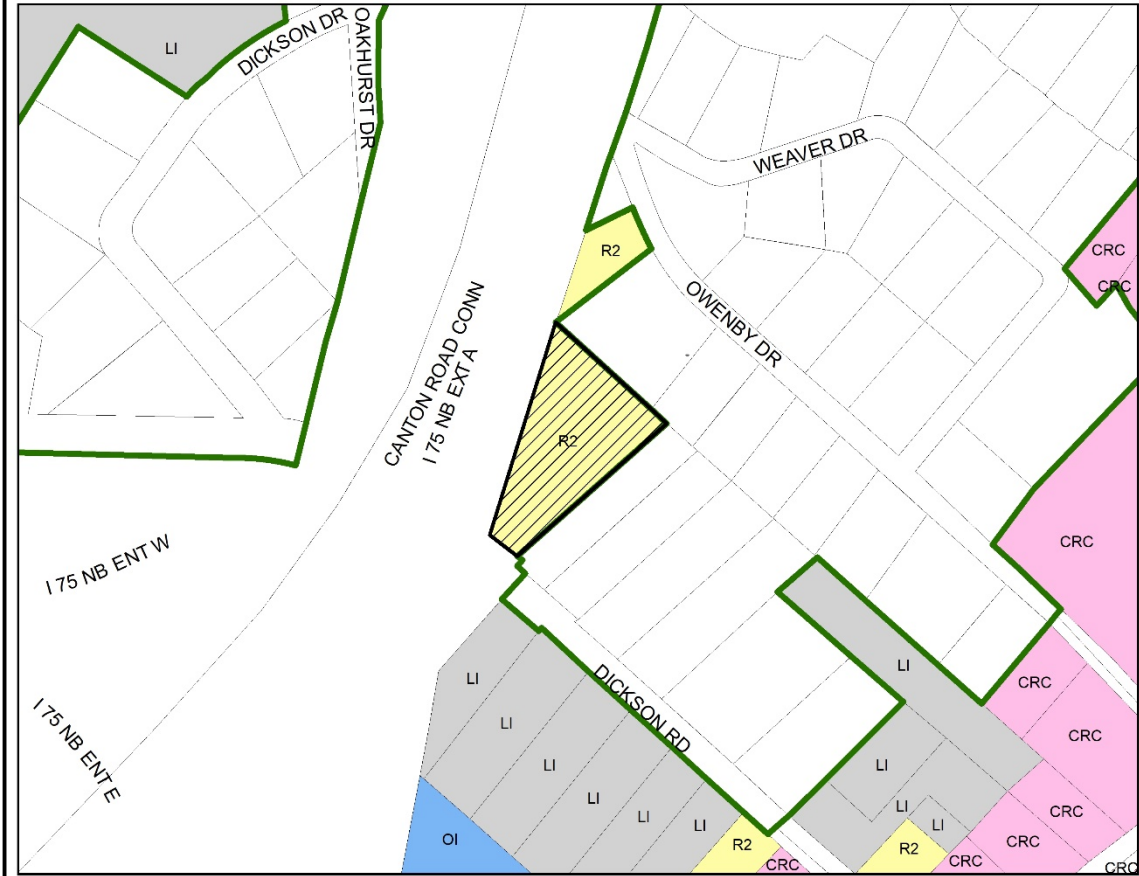 LI
DICKSON DR
OAKHURST DR
WEAVER DR
R2
CRC
CRC
OWENBY DR
CANTON ROAD CONN
I 75 NB EXT A
R2
CRC
I 75 NB ENT W
LI
LI
CRC
DICKSON RD
I 75 NB ENT E
LI
CRC
LI
LI
LI
LI
CRC
LI
LI
LI
OI
R2
CRC
R2
CRC
CRC
CRC